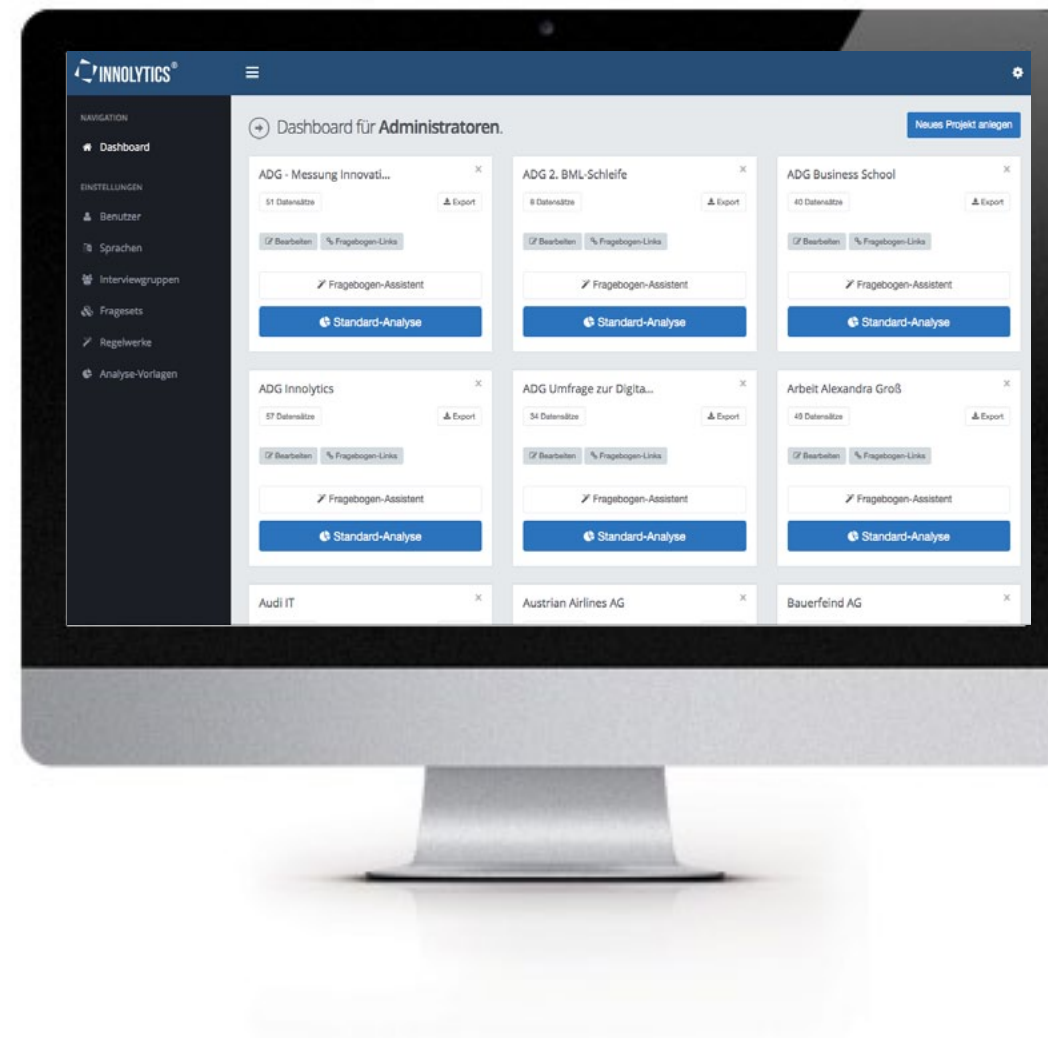 INNOLYTICS®
NAVIGATION
Dashboard
EINSTELLUNGEN
Benutzer
Sprachen
Interviewgruppen
Fragesets
Regelwerke
Analyse-Vorlagen
Dashboard für Administratoren.
Neues Projekt anlegen
ADG - Messung Innovati...
51 Datensätze
Export
Bearbeiten
Fragebogen-Links
Fragebogen-Assistent
Standard-Analyse
ADG 2. BML-Schleife
8 Datensätze
Export
Bearbeiten
Fragebogen-Links
Fragebogen-Assistent
Standard-Analyse
ADG Business School
40 Datensätze
Export
Bearbeiten
Fragebogen-Links
Fragebogen-Assistent
Standard-Analyse
ADG Innolytics
57 Datensätze
Export
Bearbeiten
Fragebogen-Links
Fragebogen-Assistent
Standard-Analyse
ADG Umfrage zur Digita...
34 Datensätze
Export
Bearbeiten
Fragebogen-Links
Fragebogen-Assistent
Standard-Analyse
Arbeit Alexandra Groß
49 Datensätze
Export
Bearbeiten
Fragebogen-Links
Fragebogen-Assistent
Standard-Analyse
Audi IT
Austrian Airlines AG
Bauerfeind AG